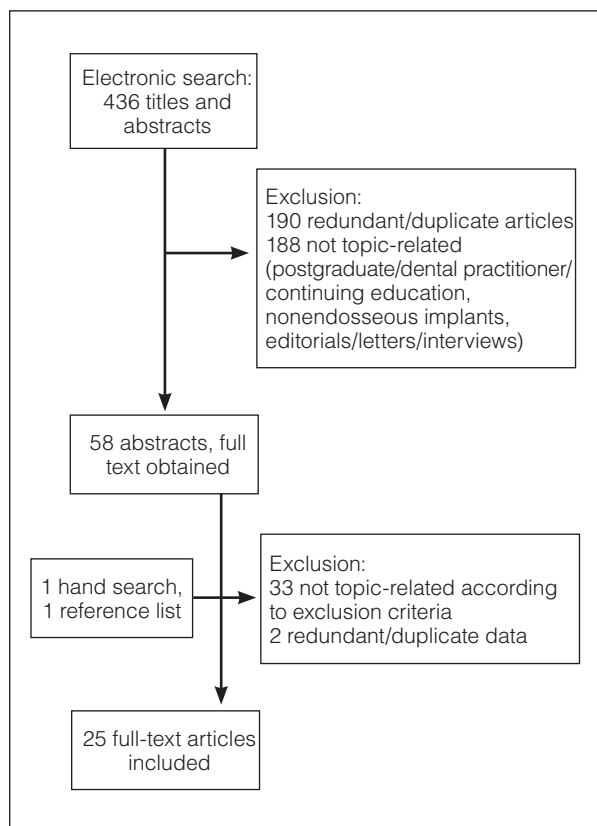 Electronic search:
436 titles and
abstracts
Exclusion:
190 redundant/duplicate articles
188 not topic-related
(postgraduate/dental practitioner/
continuing education,
nonendosseous implants,
editorials/letters/interviews)
58 abstracts, full
text obtained
1 hand search,
1 reference list
Exclusion:
33 not topic-related according
to exclusion criteria
2 redundant/duplicate data
25 full-text articles
included